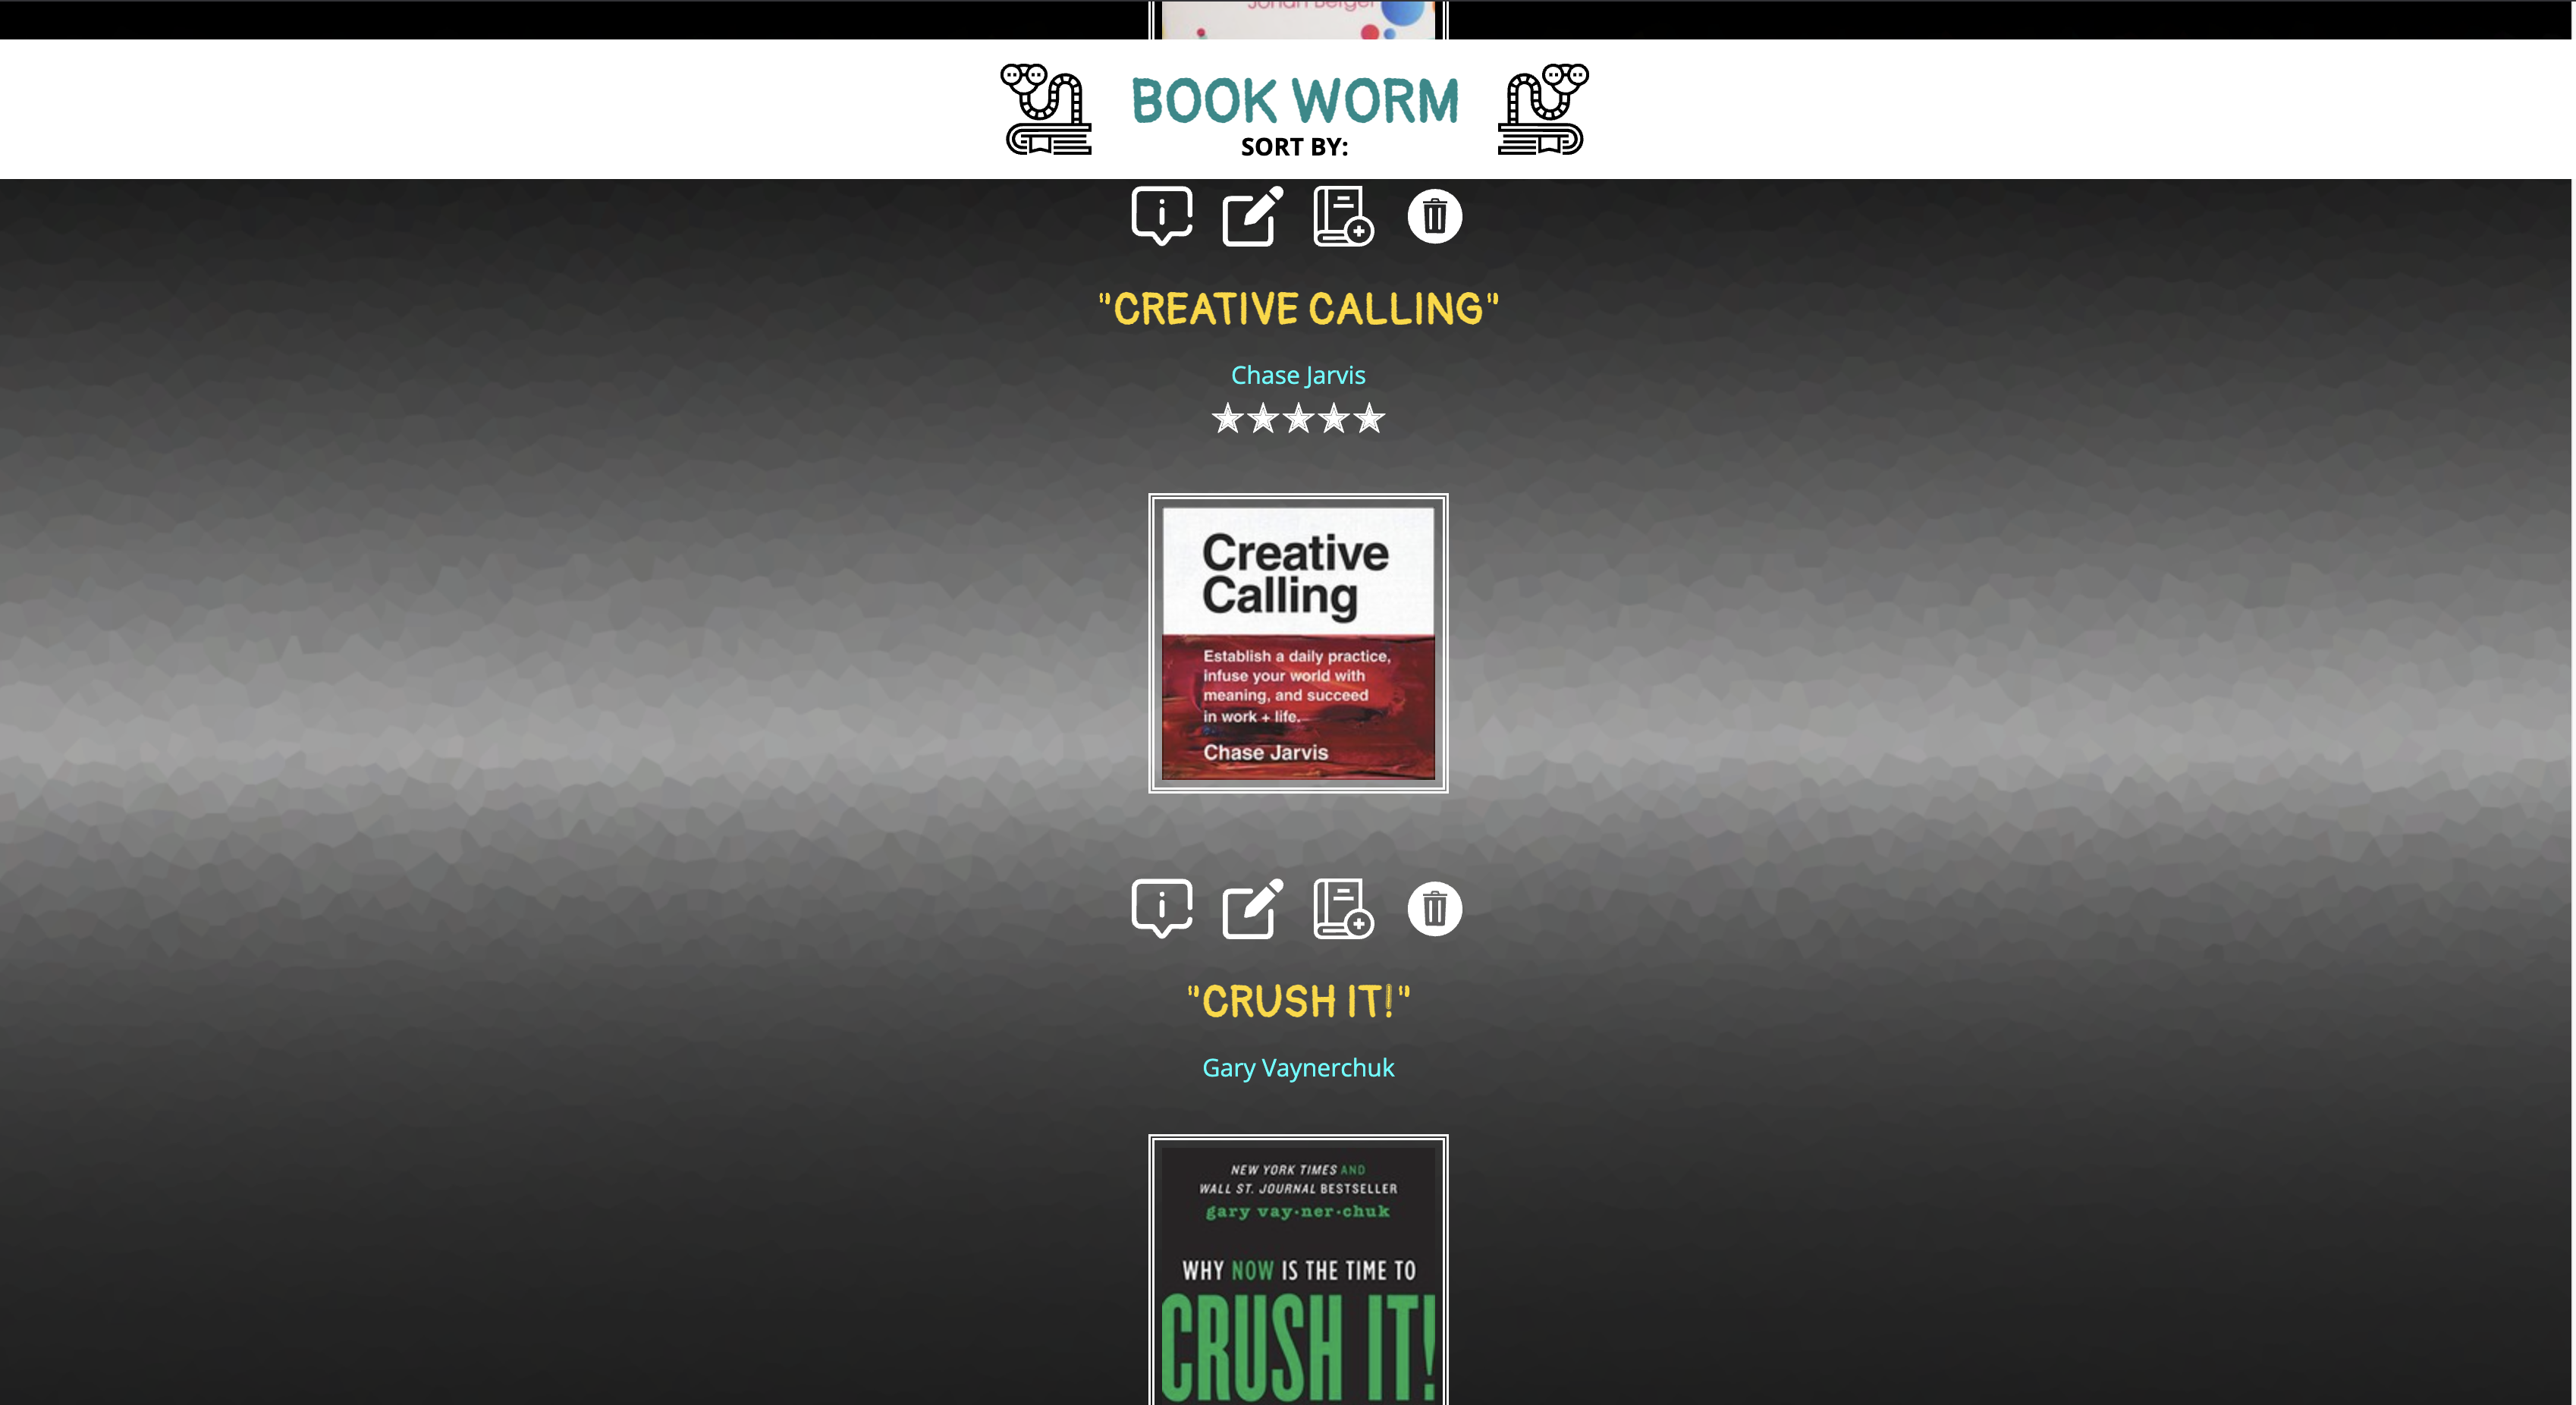 Jonah Berger
BOOK WORM
SORT BY:
"CREATIVE CALLING"
Chase Jarvis
Creative
Calling
Establish a daily practice,
infuse your world with
meaning, and succeed
in work + life.
Chase Jarvis
"CRUSH IT!"
Gary Vaynerchuk
NEW YORK TIMES AND
WALL ST. JOURNAL BESTSELLER
gary vay·ner·chuk
WHY NOW IS THE TIME TO
CRUSH IT!